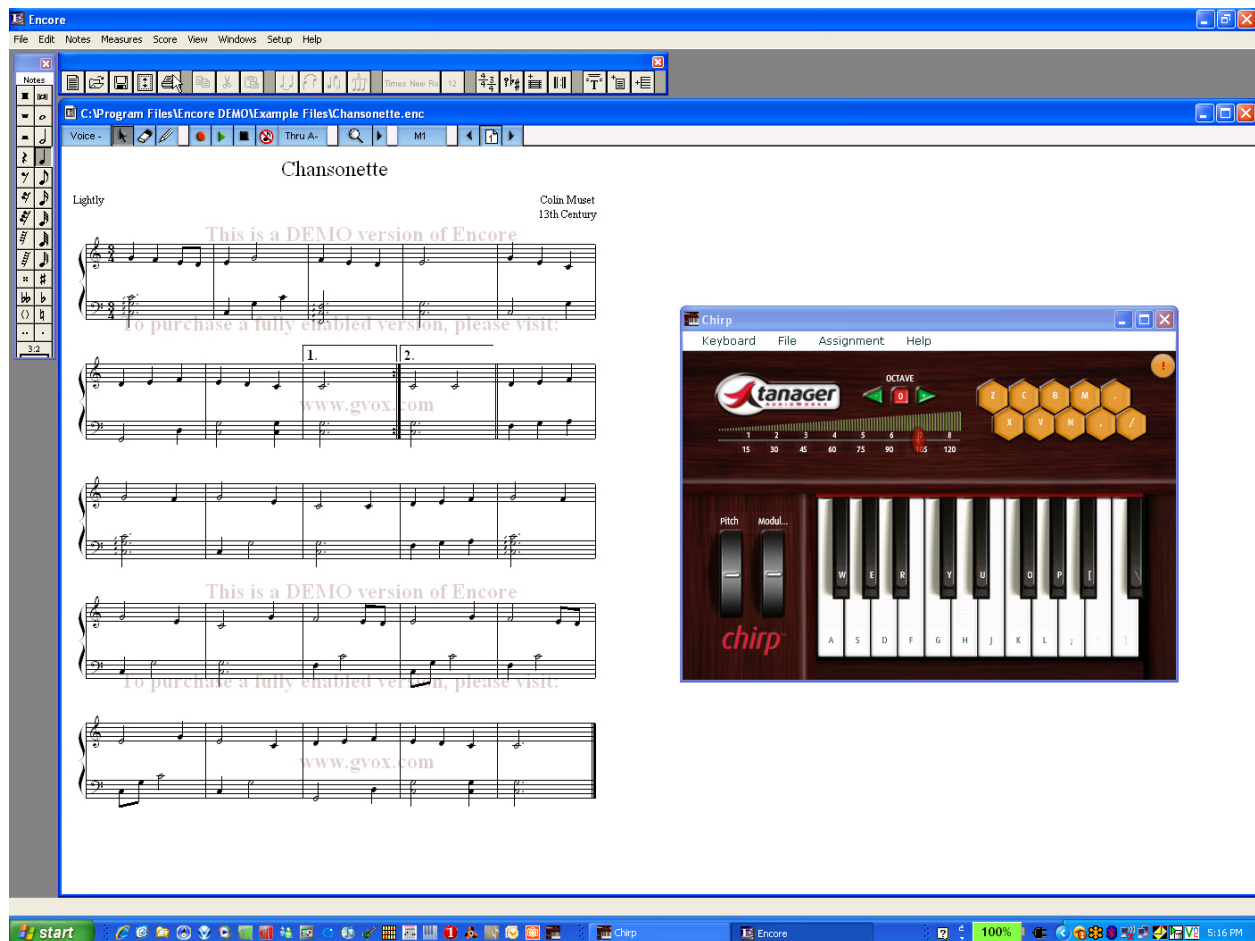 Encore
File Edit Notes Measures Score View Windows Setup Help
Notes
Times New Ro 12
C:\Program Files\Encore DEMO\Example Files\Chansonette.enc
Voice - Thru A- M1 1
3:2
Chansonette
Lightly
Colin Muset
13th Century
This is a DEMO version of Encore
To purchase a fully enabled version, please visit:
1. 2.
www.gvox.com
This is a DEMO version of Encore
To purchase a fully enabled version, please visit:
www.gvox.com
Chirp
Keyboard File Assignment Help
tanager
AUDIOWORKS
OCTAVE
0
Z C B M .
X V N , /
1 2 3 4 5 6 7 8
15 30 45 60 75 90 105 120
Pitch Modul...
W E R Y U O P [ \
A S D F G H J K L ; ' ]
chirp
start Chirp Encore 100% 5:16 PM